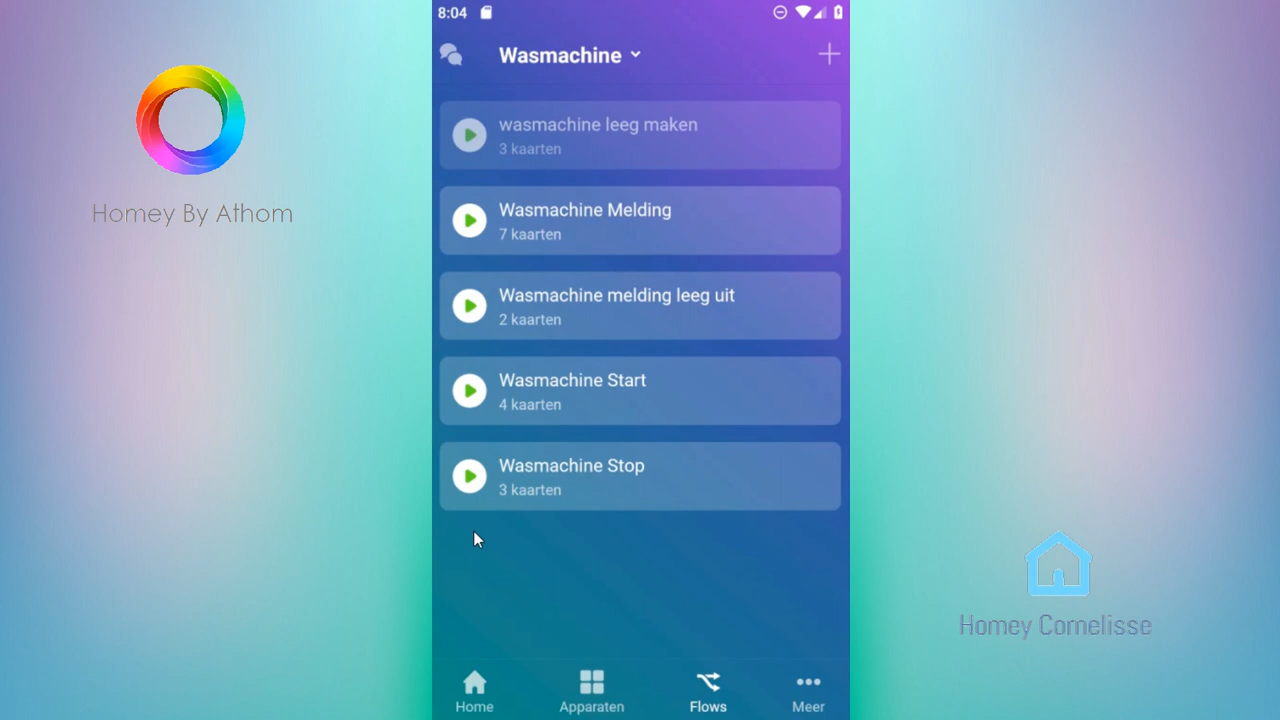 8:04
Wasmachine
wasmachine leeg maken
3 kaarten
Wasmachine Melding
7 kaarten
Wasmachine melding leeg uit
2 kaarten
Wasmachine Start
4 kaarten
Wasmachine Stop
3 kaarten
Home
Apparaten
Flows
Meer
Homey By Athom
Homey Cornelisse